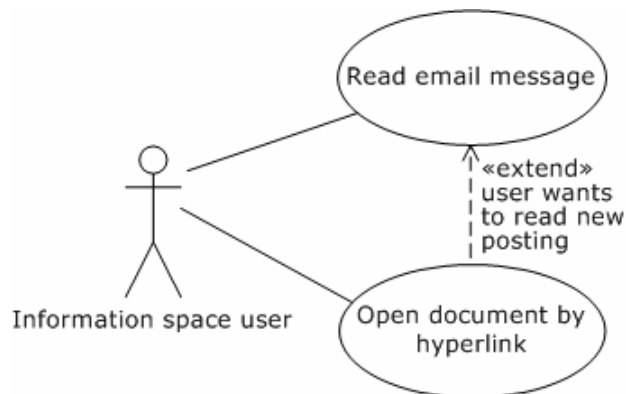 Read email message
«extend»
user wants
to read new
posting
Information space user
Open document by
hyperlink